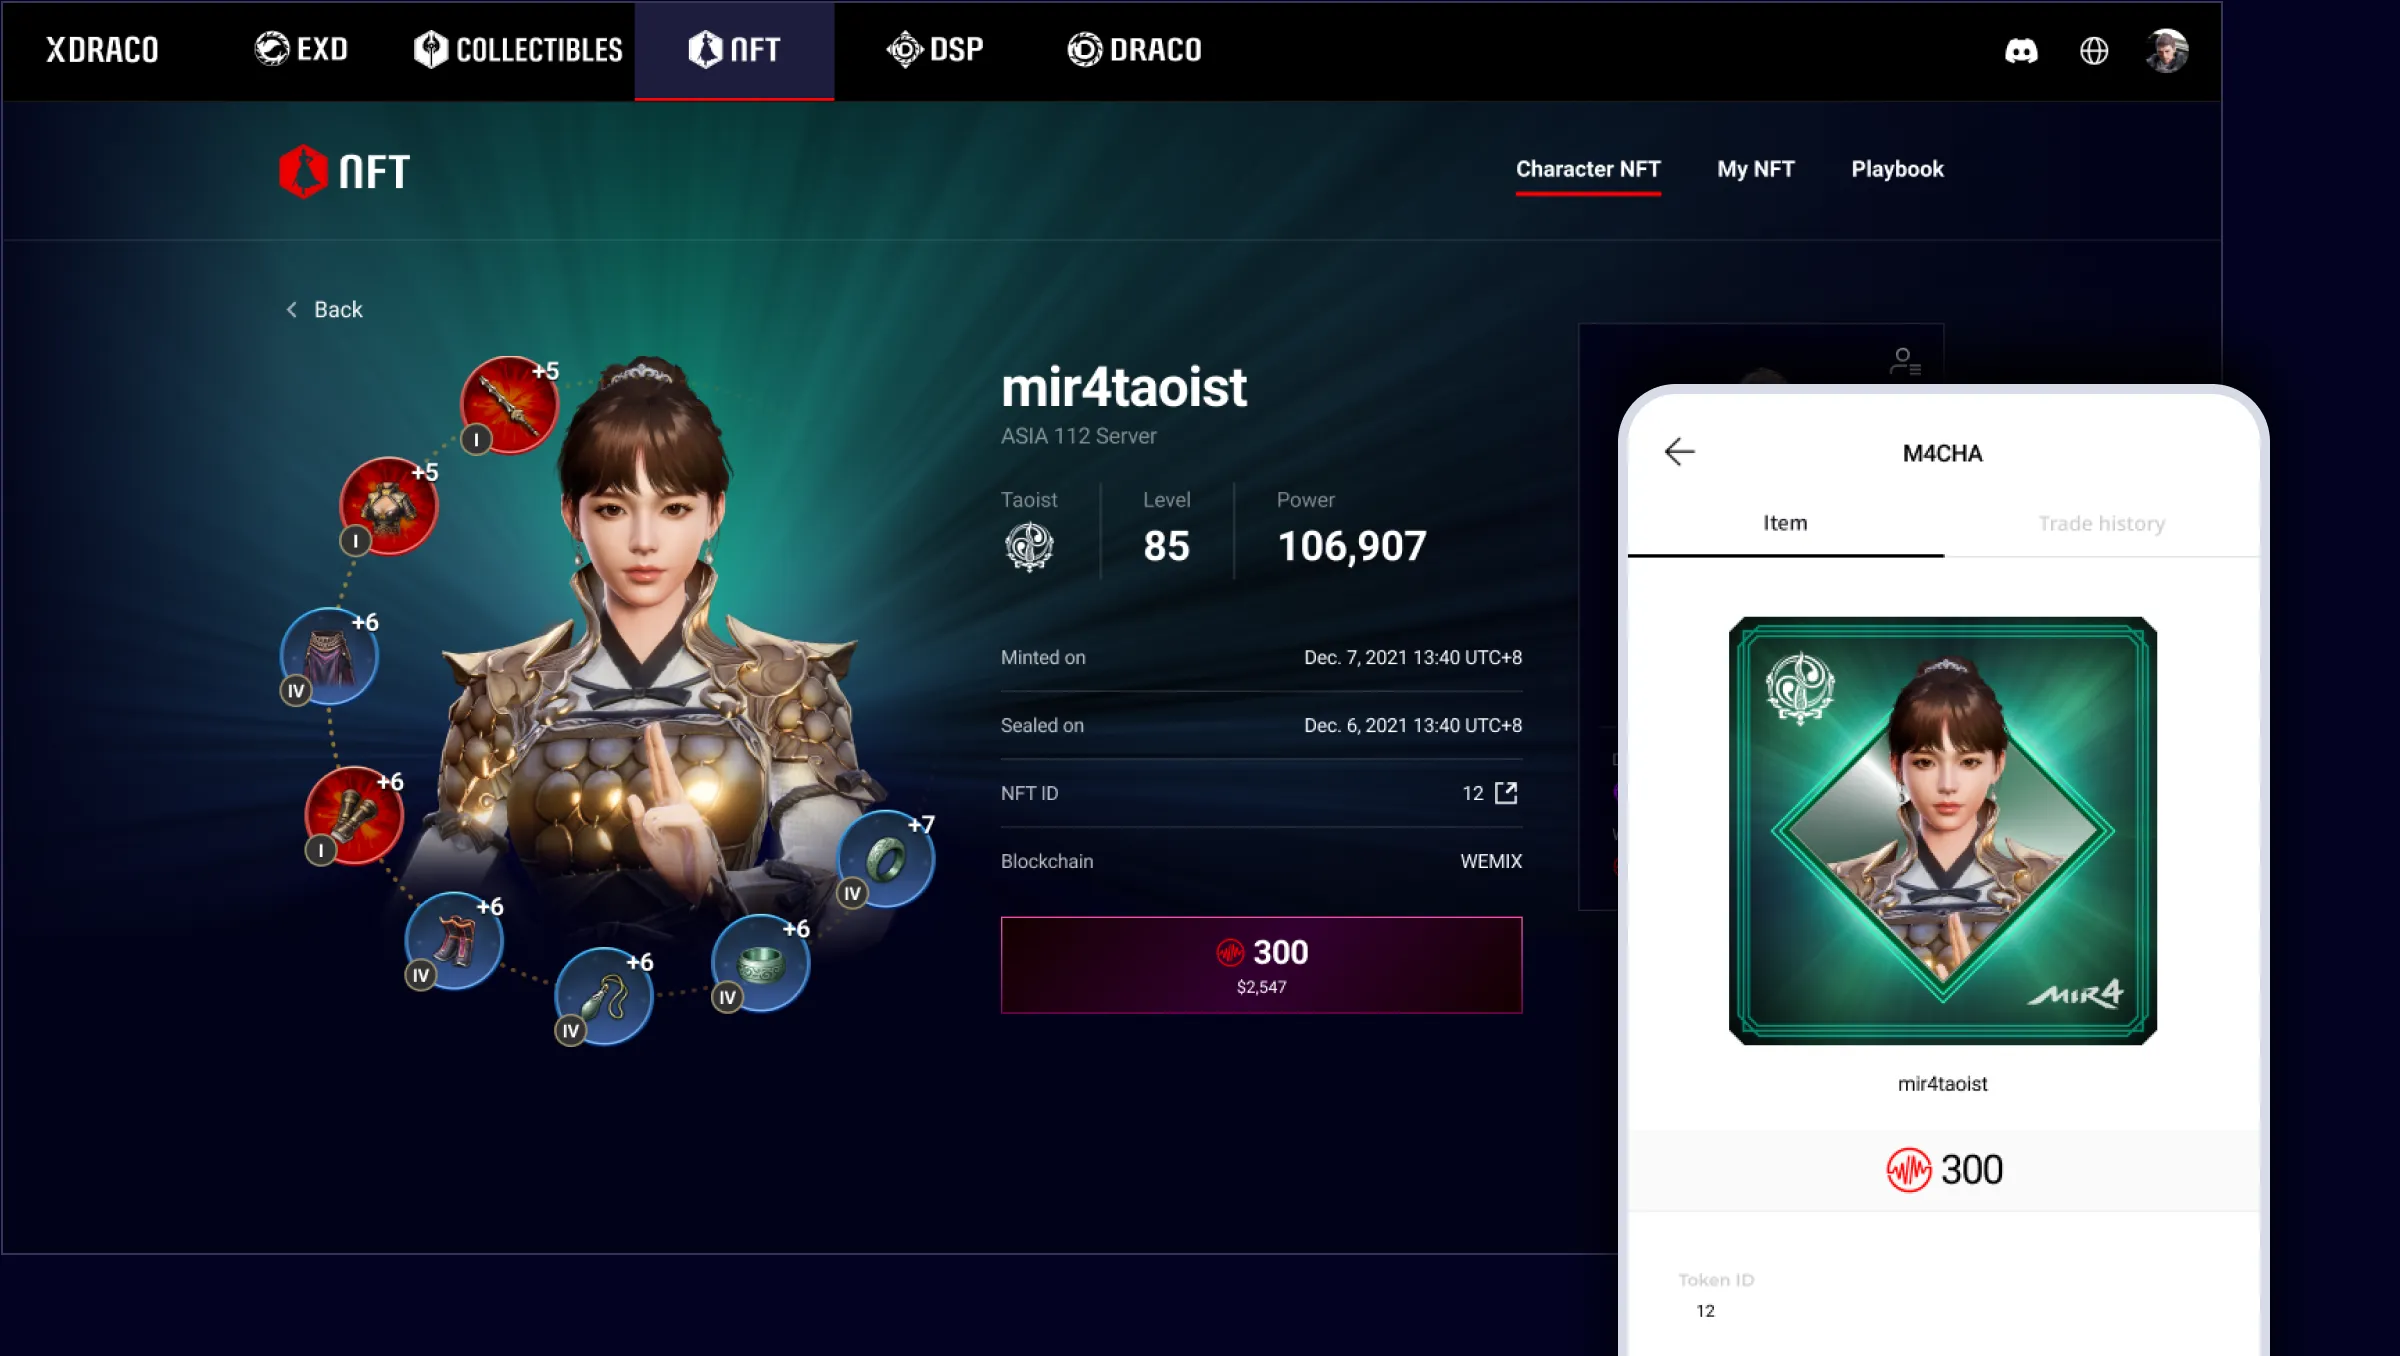 XDRACO EXD COLLECTIBLES NFT DSP DRACO
NFT
Character NFT My NFT Playbook
Back
+5
I
+5
I
+6
IV
+6
I
+6
IV
+6
IV
+6
IV
+7
IV
mir4taoist
ASIA 112 Server
Taoist Level Power
85 106,907
Minted on Dec. 7, 2021 13:40 UTC+8
Sealed on Dec. 6, 2021 13:40 UTC+8
NFT ID 12
Blockchain WEMIX
300
$2,547
M4CHA
Item Trade history
MIR4
mir4taoist
300
Token ID
12